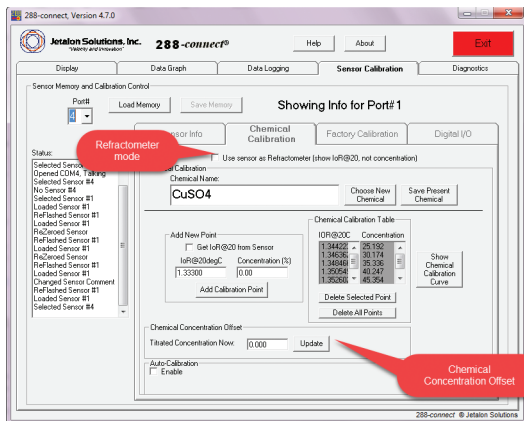 288-connect, Version 4.7.0
Jetalon Solutions, Inc.
"Velocity and Innovation"
288-connect®
Help
About
Exit
Display
Data Graph
Data Logging
Sensor Calibration
Diagnostics
Sensor Memory and Calibration Control
Port#
4
Load Memory
Save Memory
Showing Info for Port#1
Sensor Info
Chemical
Calibration
Factory Calibration
Digital I/O
Refractometer
mode
Use sensor as Refractometer (show IoR@20, not concentration)
Status:
Selected Sensor
Opened COM4, Talking
Selected Sensor #4
No Sensor #4
Selected Sensor #1
Loaded Sensor #1
ReFlashed Sensor #1
Loaded Sensor #1
ReZeroed Sensor
Loaded Sensor #1
ReFlashed Sensor #1
Loaded Sensor #1
ReZeroed Sensor
ReFlashed Sensor #1
Loaded Sensor #1
Changed Sensor Comment
ReFlashed Sensor #1
Loaded Sensor #1
Selected Sensor #4
Calibration
Chemical Name:
CuSO4
Choose New
Chemical
Save Present
Chemical
Add New Point
Get IoR@20 from Sensor
IoR@20degC
Concentration (%)
1.33300
0.00
Add Calibration Point
Chemical Calibration Table
IOR@20C
Concentration
25.192
30.174
35.336
40.247
45.354
Delete Selected Point
Delete All Points
Show
Chemical
Calibration
Curve
Chemical Concentration Offset
Titrated Concentration Now:
0.000
Update
Auto-Calibration
Enable
Chemical
Concentration Offset
288-connect ® Jetalon Solutions